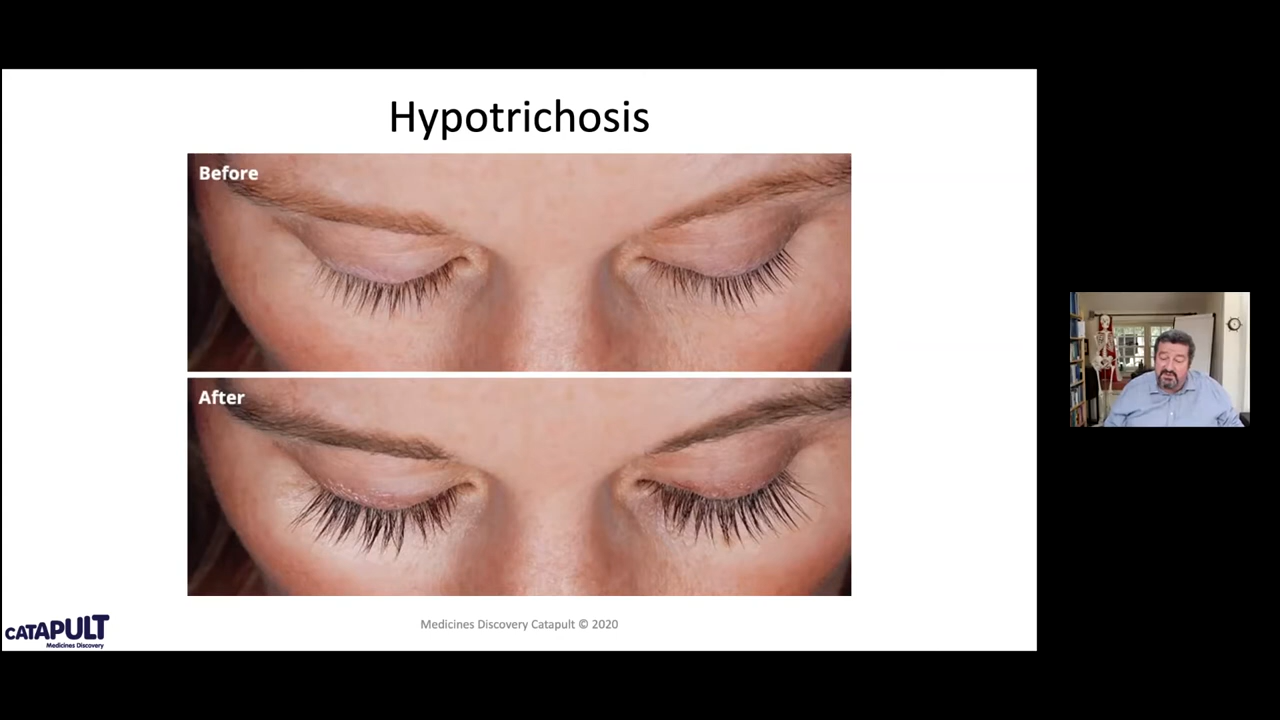 Hypotrichosis
Before
After
CATAPULT
Medicines Discovery
Medicines Discovery Catapult © 2020